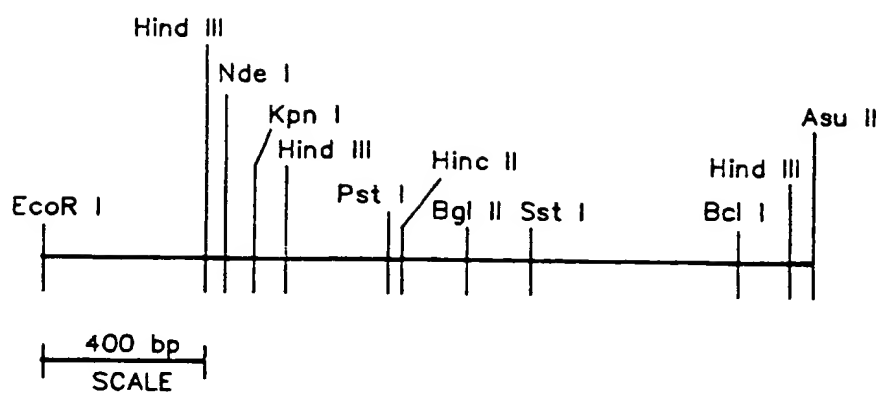 Hind III
Nde I
Kpn I
Hind III
Pst I
Hinc II
EcoR I
Bgl II
Sst I
Bcl I
Hind III
Asu II
400 bp
SCALE